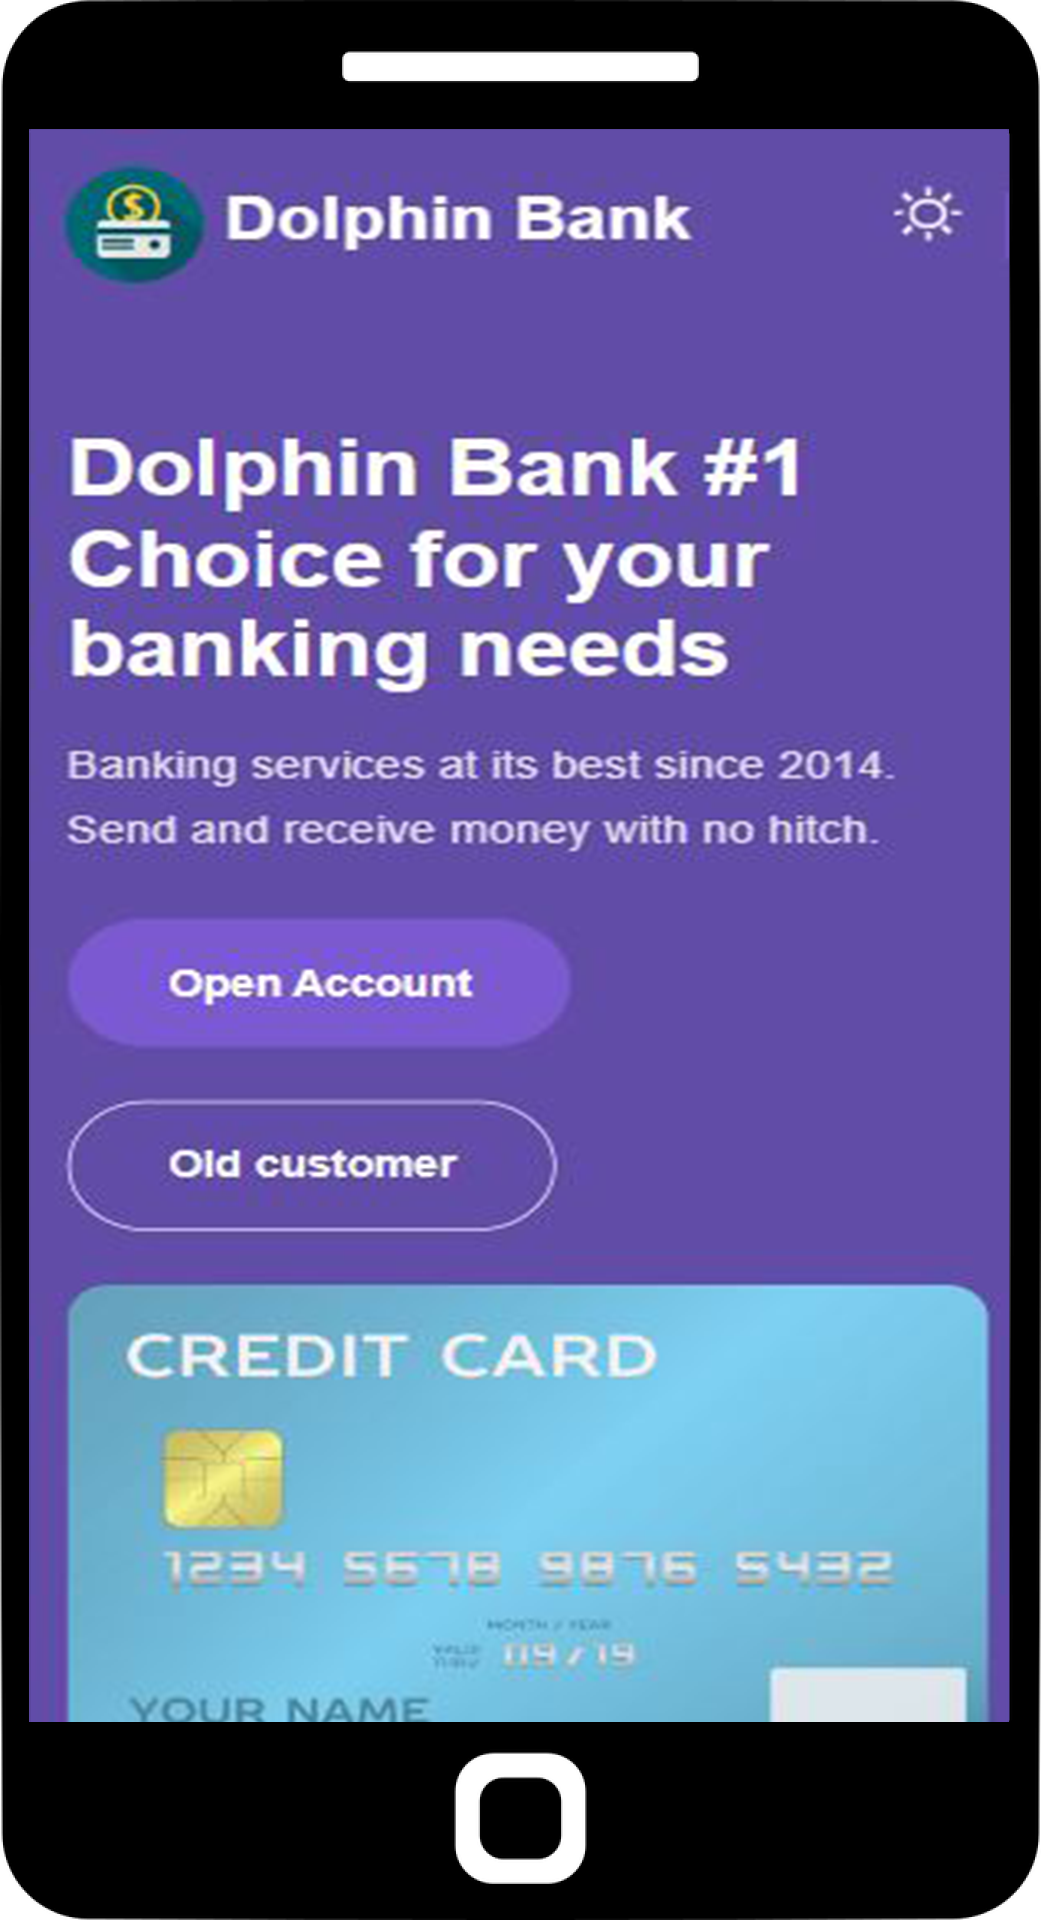 Dolphin Bank
Dolphin Bank #1
Choice for your
banking needs
Banking services at its best since 2014.
Send and receive money with no hitch.
Open Account
Old customer
CREDIT CARD
1234 5678 9876 5432
MONTH / YEAR
VALID
THRU
09/19
YOUR NAME